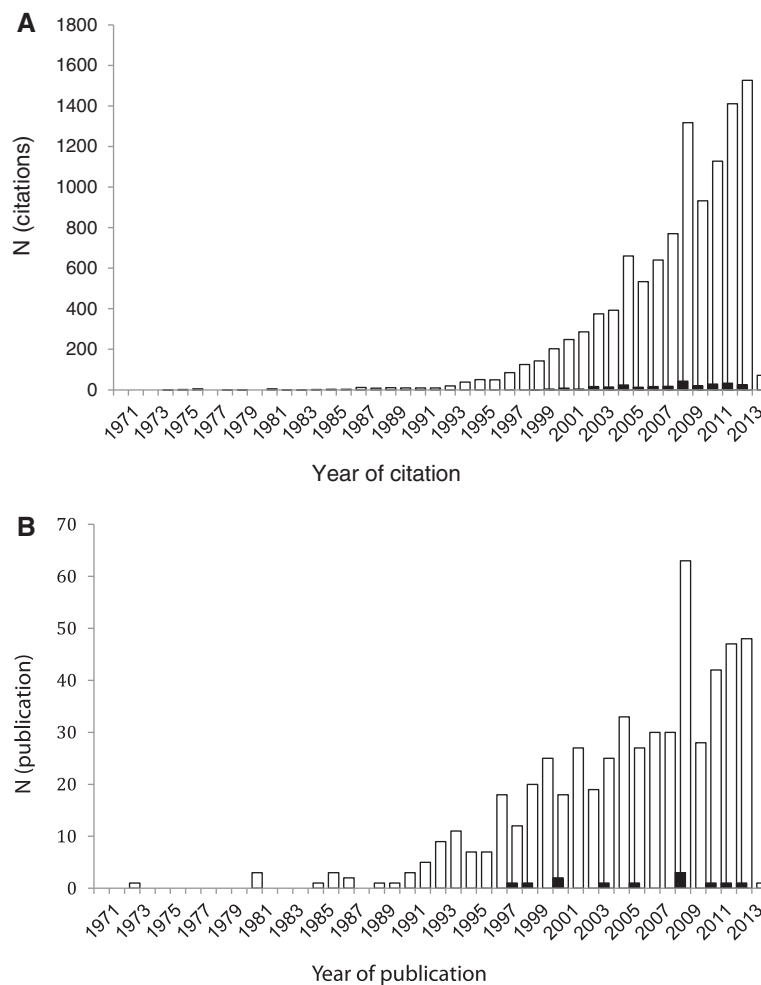 A
1800
1600
1400
1200
1000
800
600
400
200
0
N (citations)
1971 1973 1975 1977 1979 1981 1983 1985 1987 1989 1991 1993 1995 1997 1999 2001 2003 2005 2007 2009 2011 2013
Year of citation
B
70
60
50
40
30
20
10
0
N (publication)
1971 1973 1975 1977 1979 1981 1983 1985 1987 1989 1991 1993 1995 1997 1999 2001 2003 2005 2007 2009 2011 2013
Year of publication